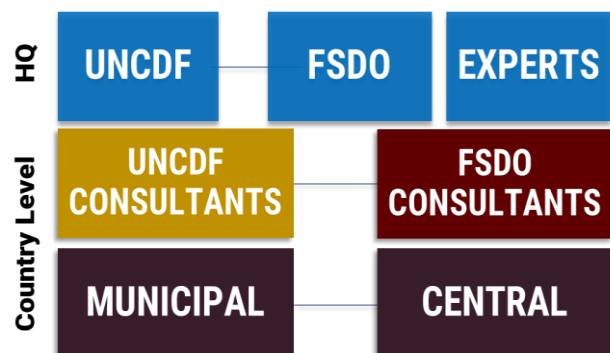 HQ
UNCDF
FSDO
EXPERTS
Country Level
UNCDF
CONSULTANTS
FSDO
CONSULTANTS
MUNICIPAL
CENTRAL